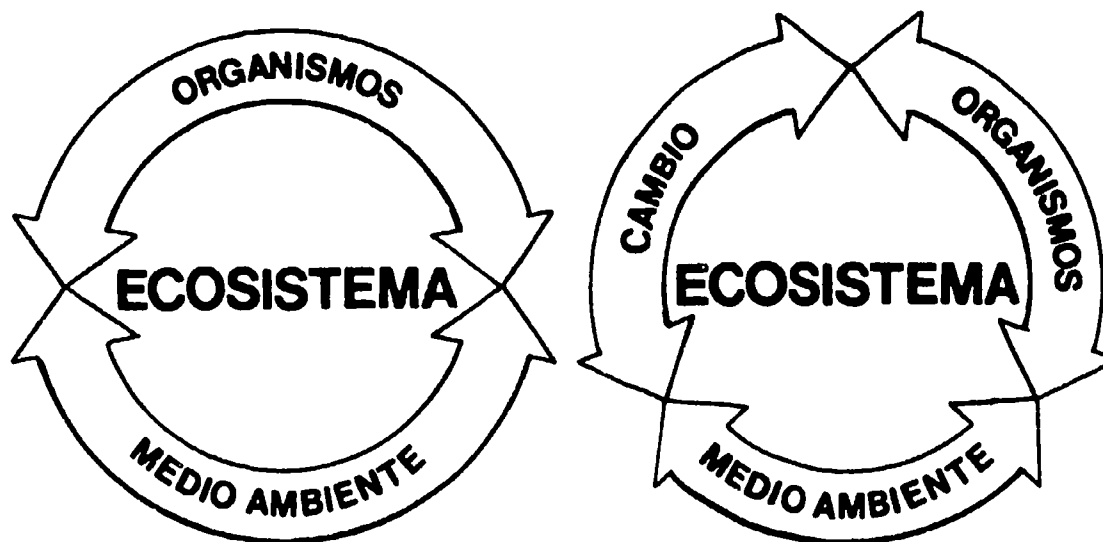 ORGANISMOS
ECOSISTEMA
MEDIO AMBIENTE
CAMBIO
ORGANISMOS
ECOSISTEMA
MEDIO AMBIENTE